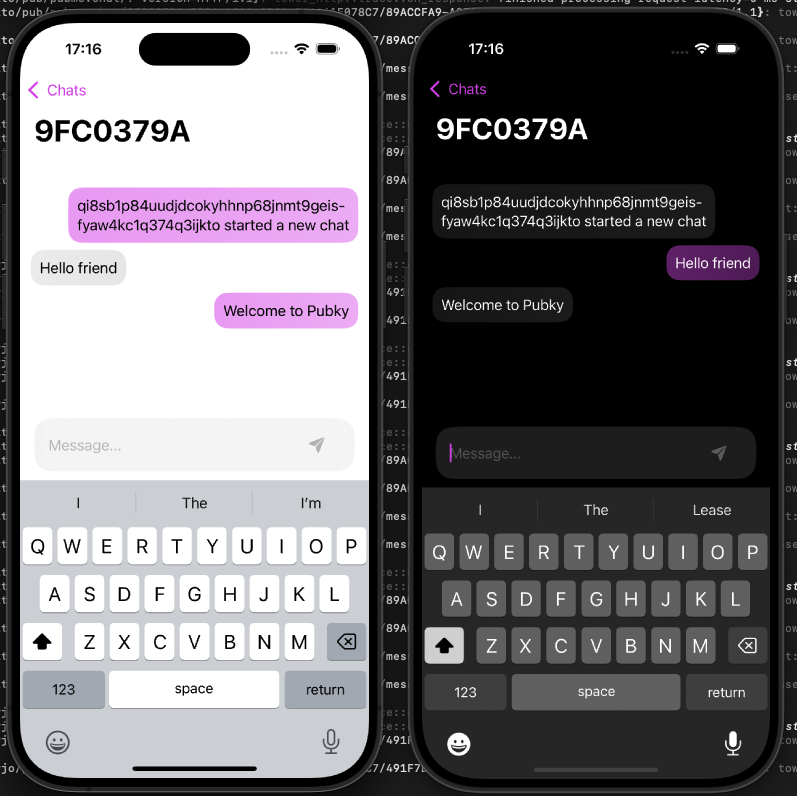 17:16
Chats
9FC0379A
qi8sb1p84uudjdcokyhhnp68jnmt9geis-
fyaw4kc1q374q3ijkto started a new chat
Hello friend
Welcome to Pubky
Message...
I The I'm
Q W E R T Y U I O P
A S D F G H J K L
Z X C V B N M
123 space return
17:16
Chats
9FC0379A
qi8sb1p84uudjdcokyhhnp68jnmt9geis-
fyaw4kc1q374q3ijkto started a new chat
Hello friend
Welcome to Pubky
Message...
I The Lease
Q W E R T Y U I O P
A S D F G H J K L
Z X C V B N M
123 space return